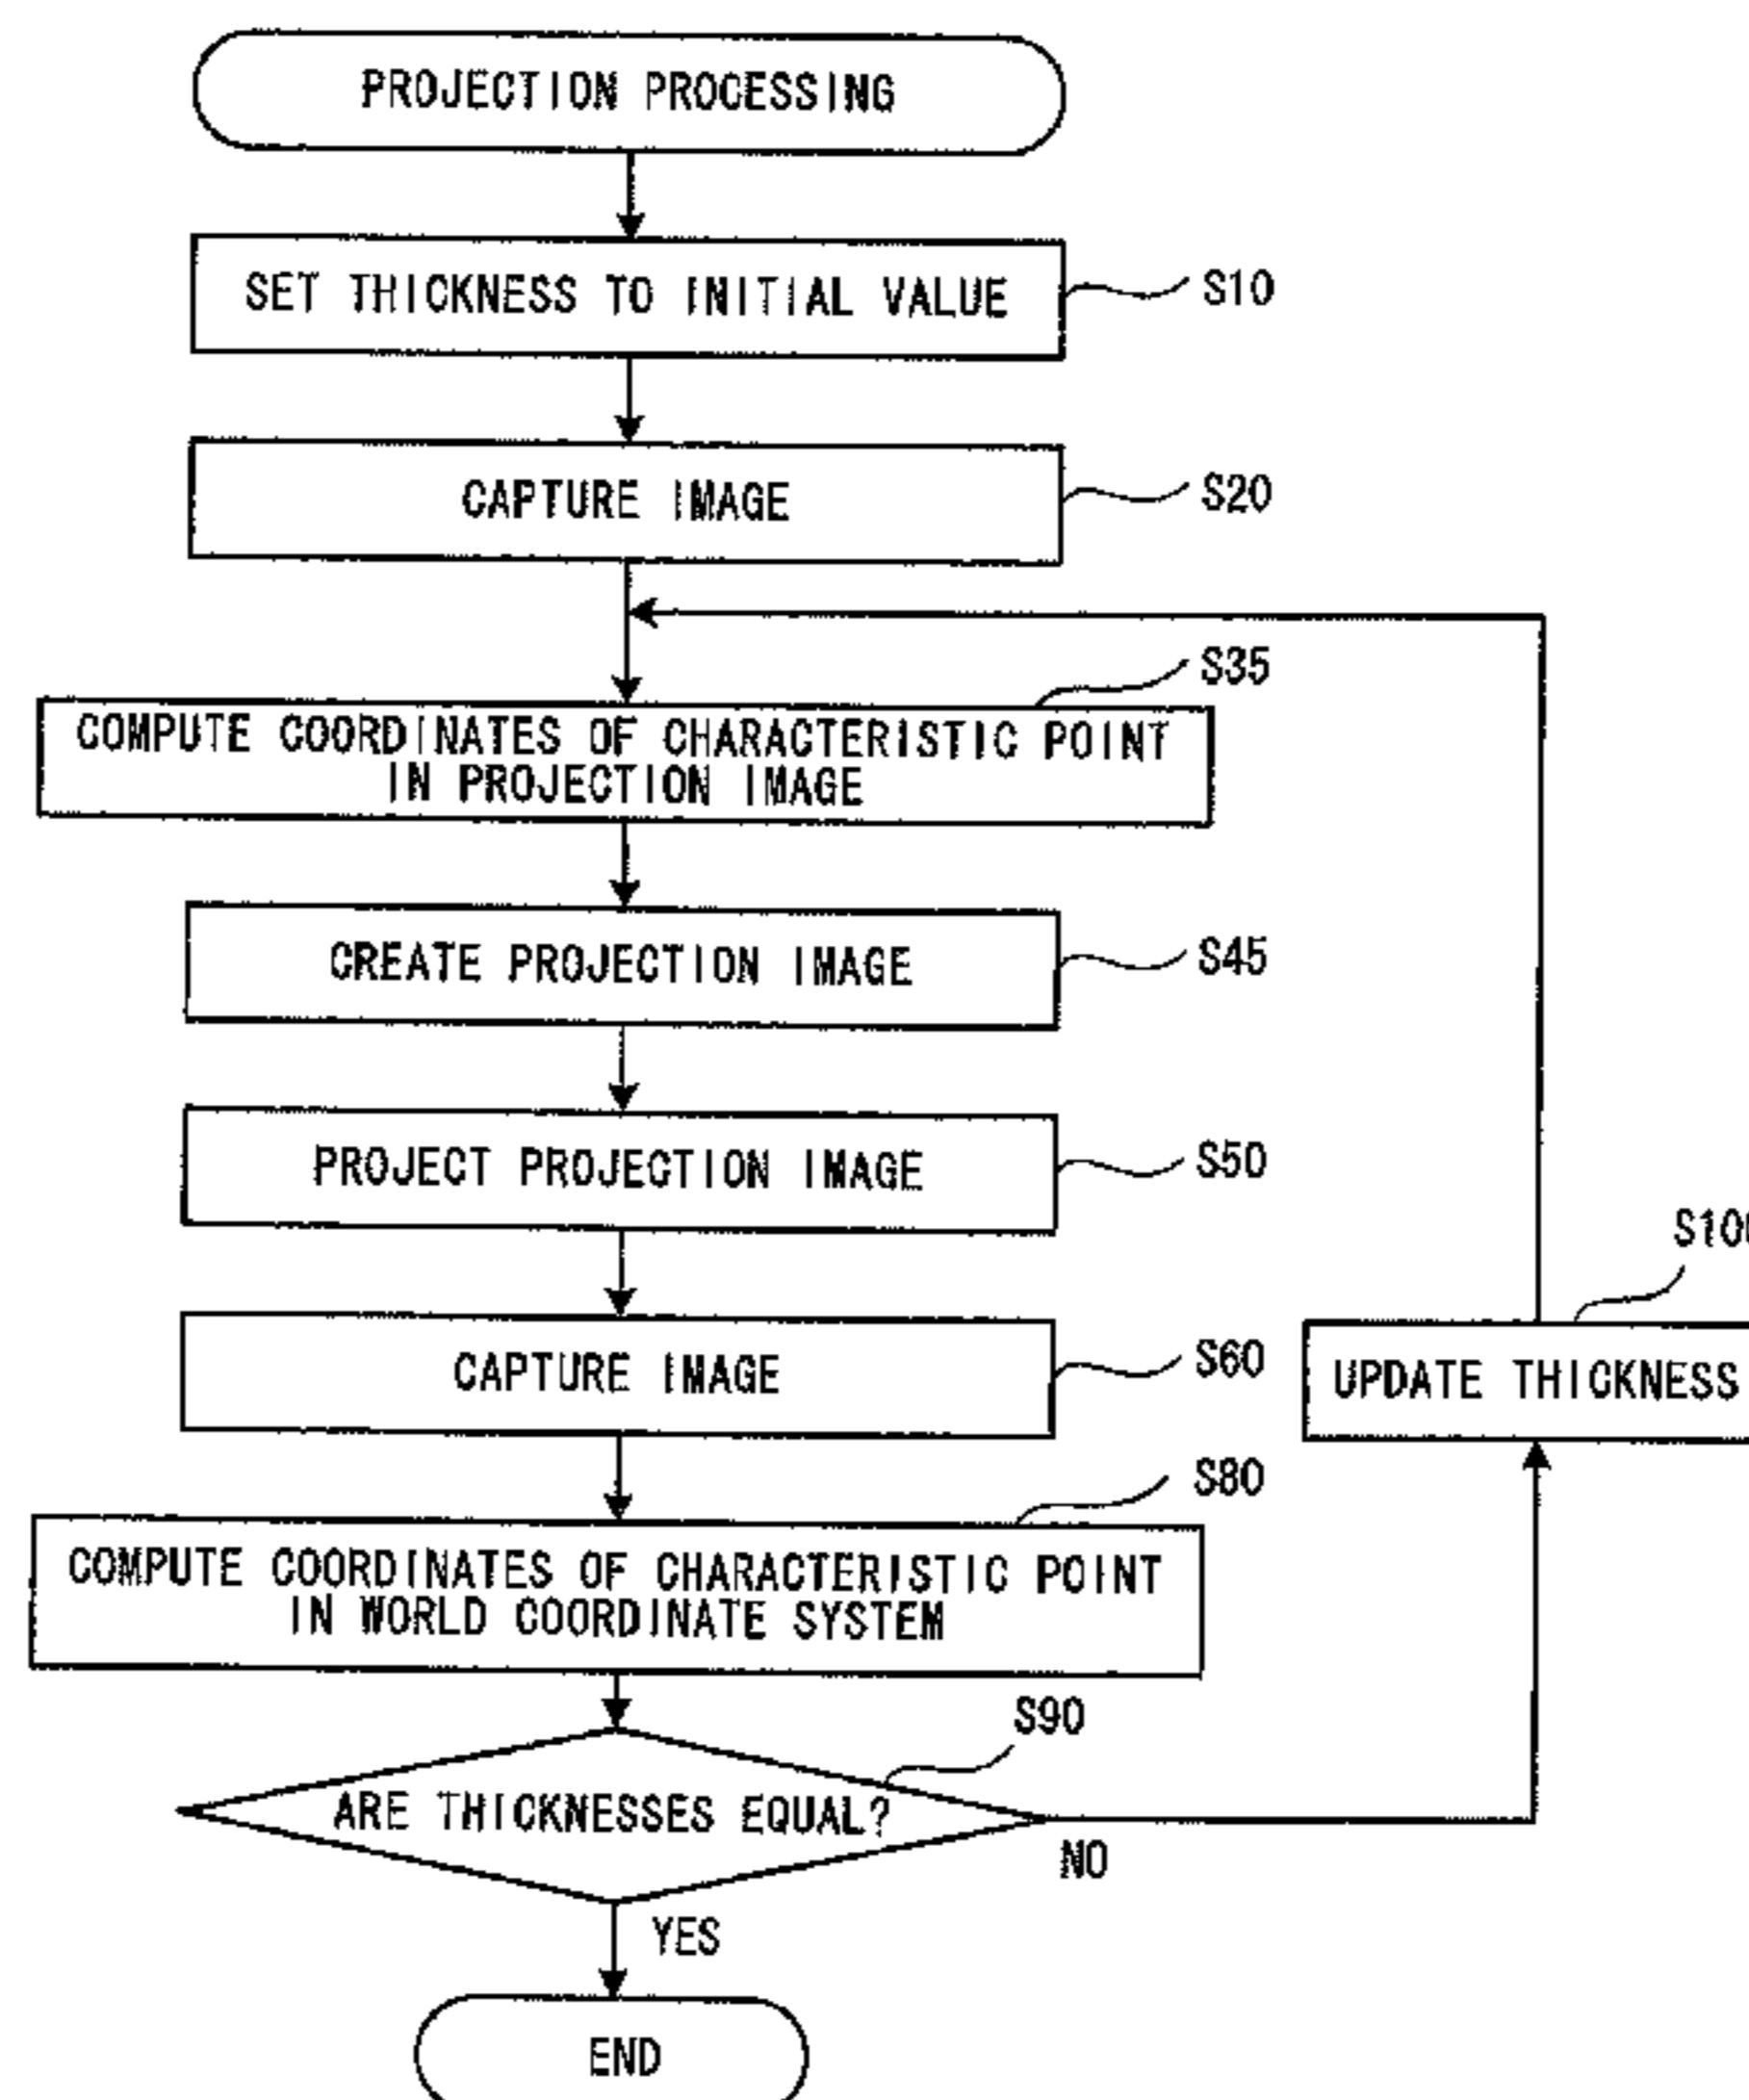 PROJECTION PROCESSING
SET THICKNESS TO INITIAL VALUE
S10
CAPTURE IMAGE
S20
S35
COMPUTE COORDINATES OF CHARACTERISTIC POINT
IN PROJECTION IMAGE
CREATE PROJECTION IMAGE
S45
PROJECT PROJECTION IMAGE
S50
CAPTURE IMAGE
S60
S100
UPDATE THICKNESS
S80
COMPUTE COORDINATES OF CHARACTERISTIC POINT
IN WORLD COORDINATE SYSTEM
S90
ARE THICKNESSES EQUAL?
NO
YES
END